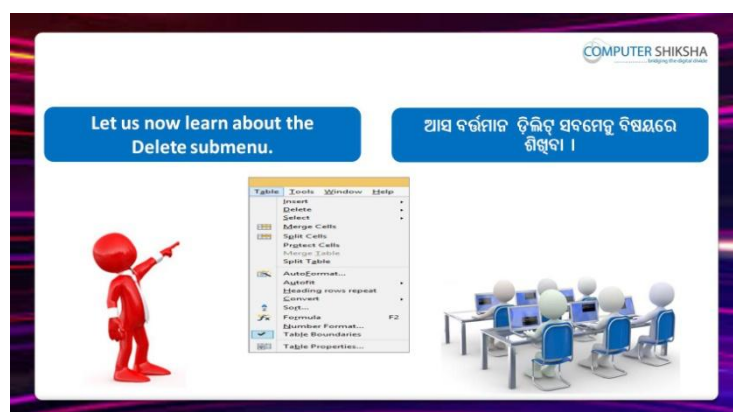 COMPUTER SHIKSHA
bridging the digital divide
Let us now learn about the
Delete submenu.
ଆସ ବର୍ତ୍ତମାନ ଡ଼ିଲିଟ୍ ସବମେନୁ ବିଷୟରେ
ଶିଖିବା ।
Table Tools Window Help
Insert
Delete
Select
Merge Cells
Split Cells
Protect Cells
Merge Table
Split Table
AutoFormat...
Autofit
Heading rows repeat
Convert
Sort...
Formula F2
Number Format...
Table Boundaries
Table Properties...